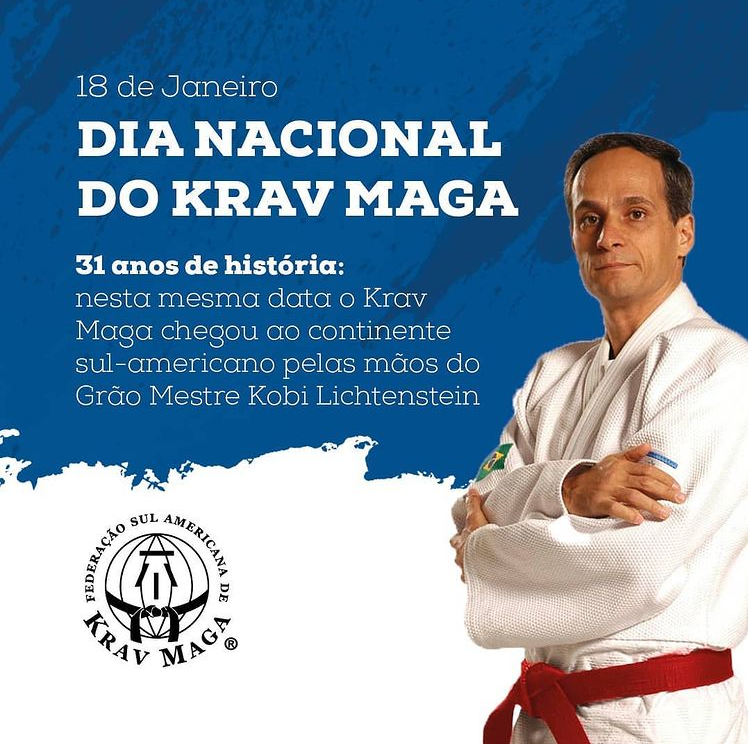 18 de Janeiro
DIA NACIONAL
DO KRAV MAGA
31 anos de história:
nesta mesma data o Krav
Maga chegou ao continente
sul-americano pelas mãos do
Grão Mestre Kobi Lichtenstein
FEDERAÇÃO SUL AMERICANA DE
KRAV MAGA ®